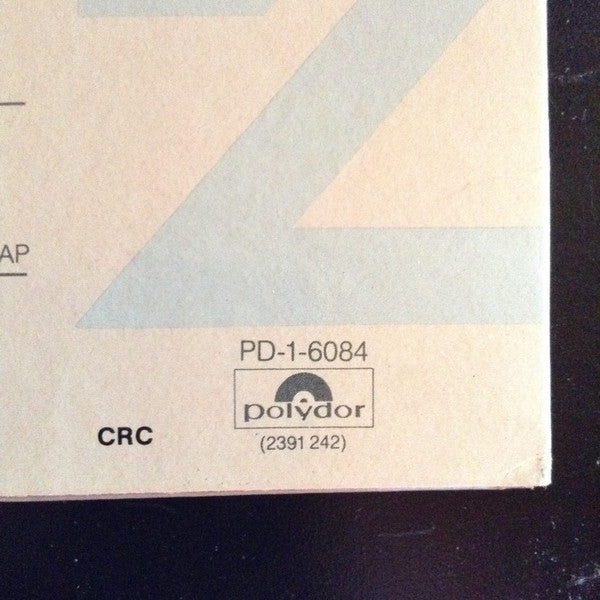 Z
AP
PD-1-6084
polydor
CRC
(2391 242)